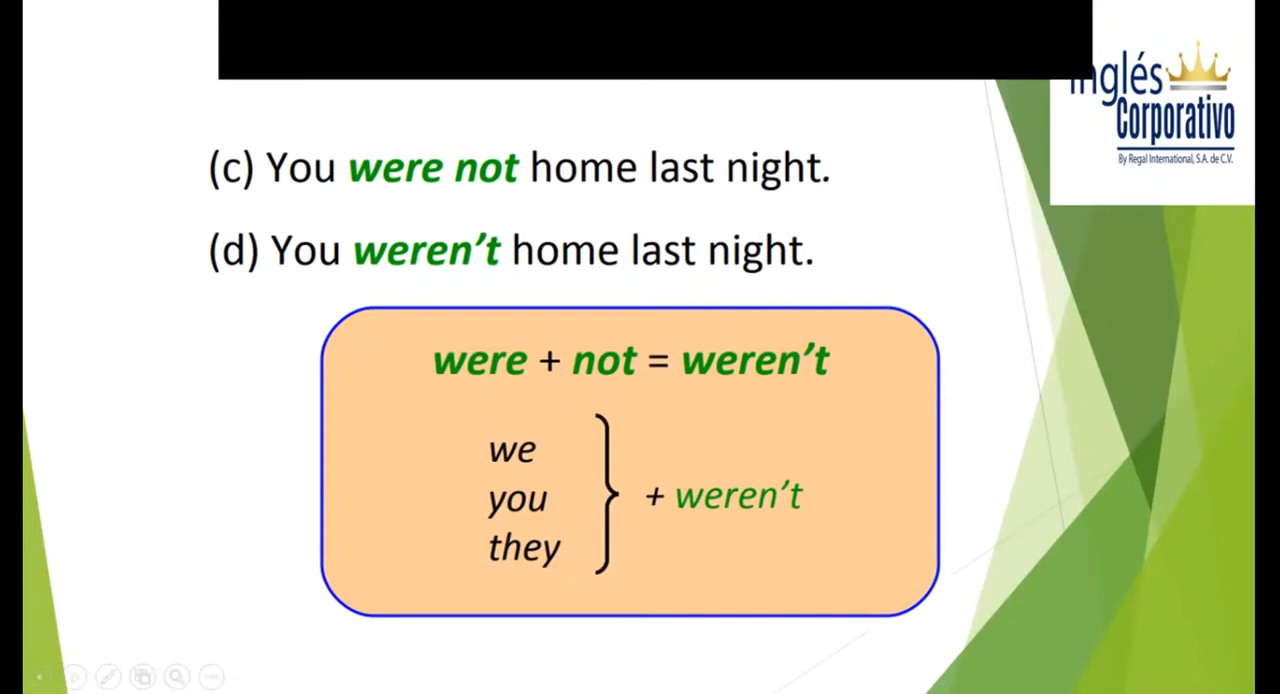 Inglés
Corporativo
By Regal International, S.A. de C.V.
(c) You were not home last night.
(d) You weren’t home last night.
were + not = weren’t
we
you
they
+ weren’t